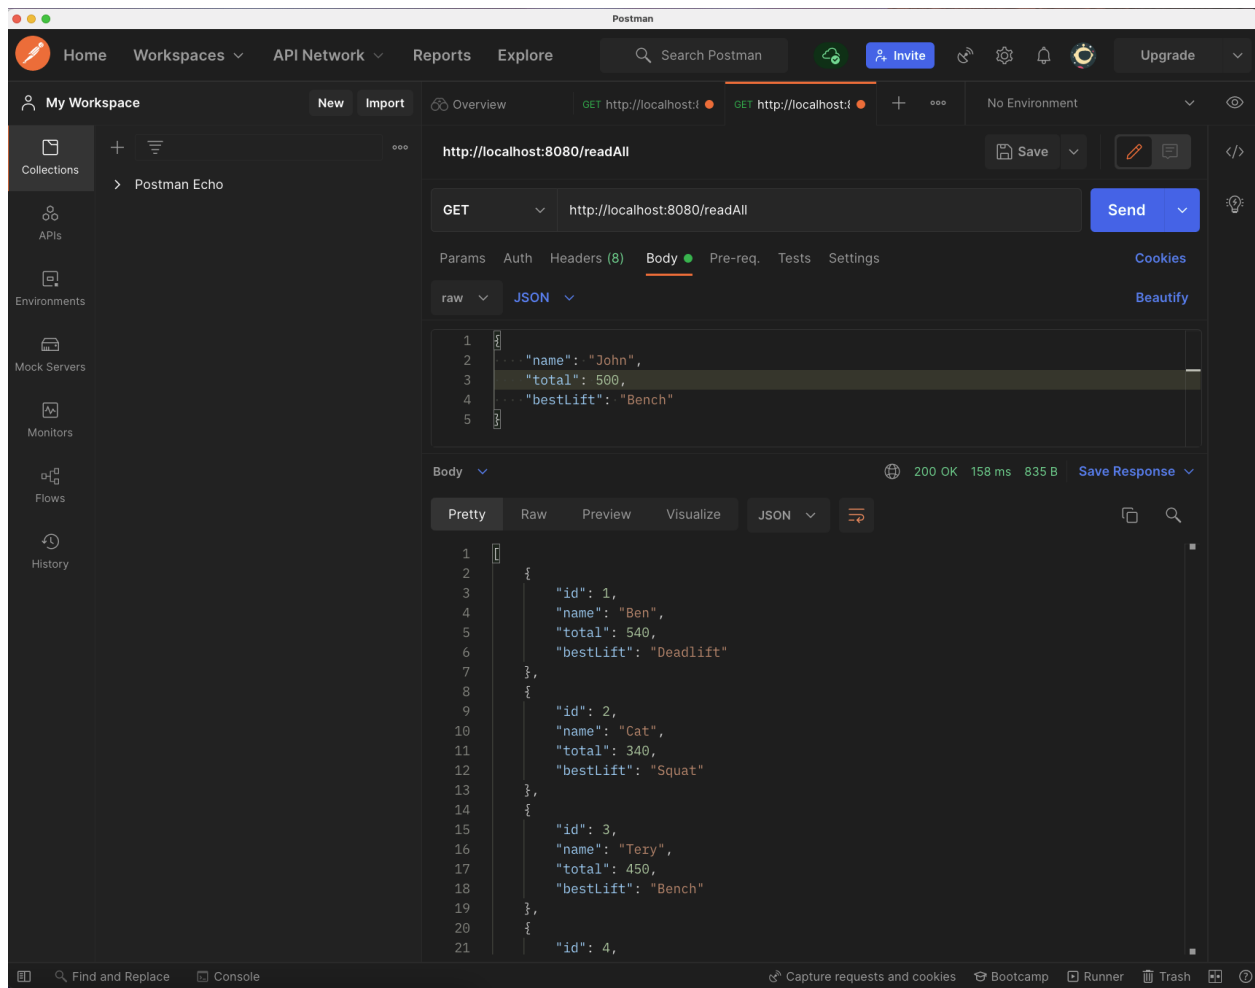 Postman
Home Workspaces API Network Reports Explore Search Postman Invite Upgrade
My Workspace New Import Overview GET http://localhost:8 GET http://localhost:8 No Environment
Collections
Postman Echo
APIs
Environments
Mock Servers
Monitors
Flows
History
http://localhost:8080/readAll Save
GET http://localhost:8080/readAll Send
Params Auth Headers (8) Body Pre-req. Tests Settings Cookies
raw JSON Beautify
1 {
2 "name": "John",
3 "total": 500,
4 "bestLift": "Bench"
5 }
Body 200 OK 158 ms 835 B Save Response
Pretty Raw Preview Visualize JSON
1 [
2 {
3 "id": 1,
4 "name": "Ben",
5 "total": 540,
6 "bestLift": "Deadlift"
7 },
8 {
9 "id": 2,
10 "name": "Cat",
11 "total": 340,
12 "bestLift": "Squat"
13 },
14 {
15 "id": 3,
16 "name": "Tery",
17 "total": 450,
18 "bestLift": "Bench"
19 },
20 {
21 "id": 4,
Find and Replace Console Capture requests and cookies Bootcamp Runner Trash